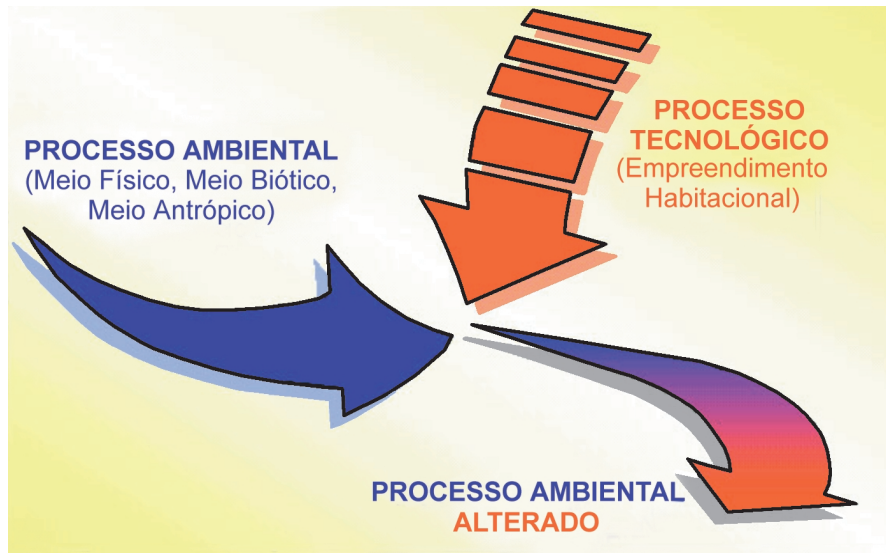 PROCESSO AMBIENTAL
(Meio Físico, Meio Biótico,
Meio Antrópico)
PROCESSO
TECNOLÓGICO
(Empreendimento
Habitacional)
PROCESSO AMBIENTAL
ALTERADO